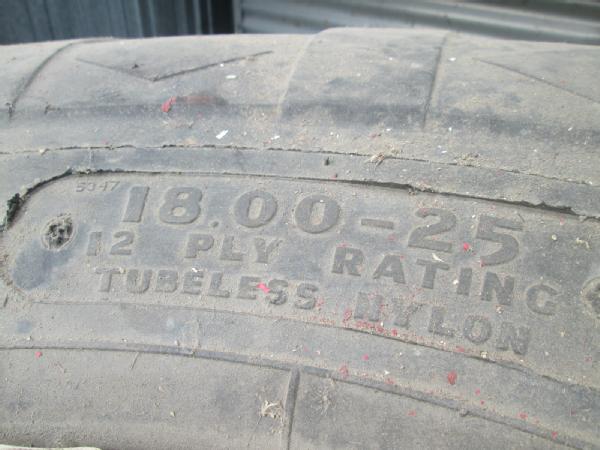 5347
18.00-25
12 PLY RATING
TUBELESS NYLON